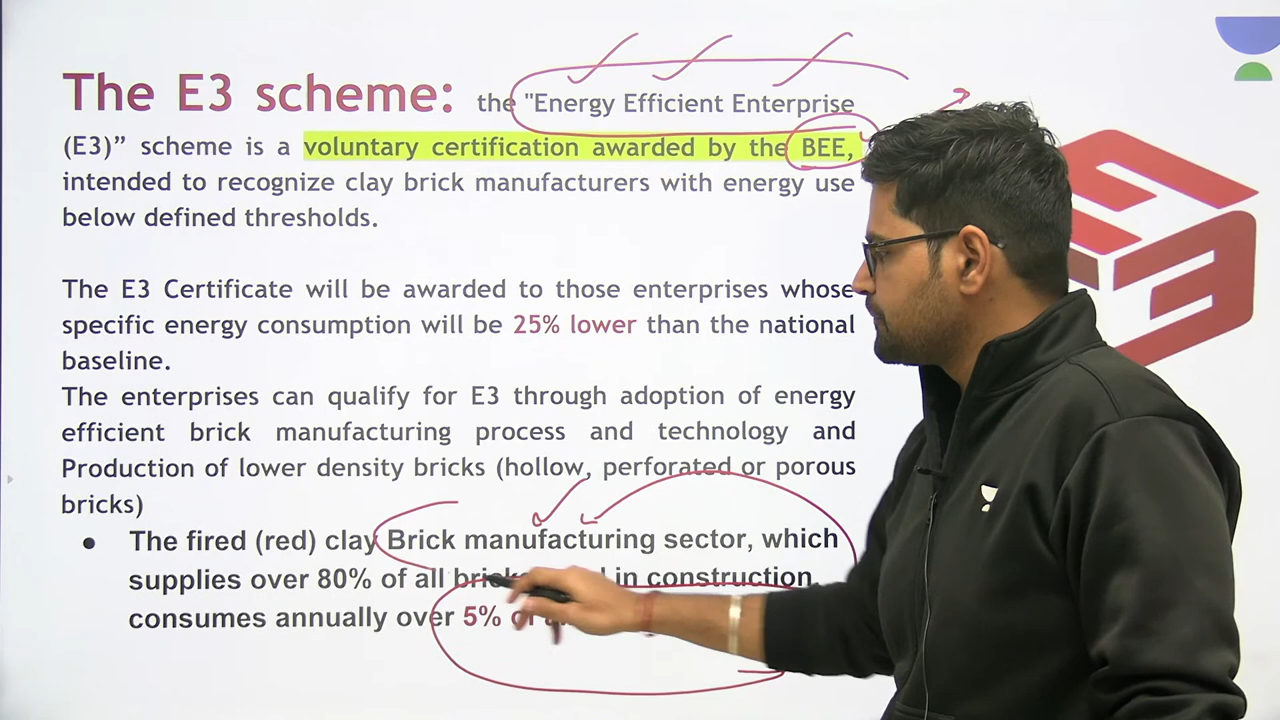 The E3 scheme: the "Energy Efficient Enterprise
(E3)” scheme is a voluntary certification awarded by the BEE,
intended to recognize clay brick manufacturers with energy use
below defined thresholds.
The E3 Certificate will be awarded to those enterprises whose
specific energy consumption will be 25% lower than the national
baseline.
The enterprises can qualify for E3 through adoption of energy
efficient brick manufacturing process and technology and
Production of lower density bricks (hollow, perforated or porous
bricks)
● The fired (red) clay Brick manufacturing sector, which
supplies over 80% of all in construction
consumes annually over 5%